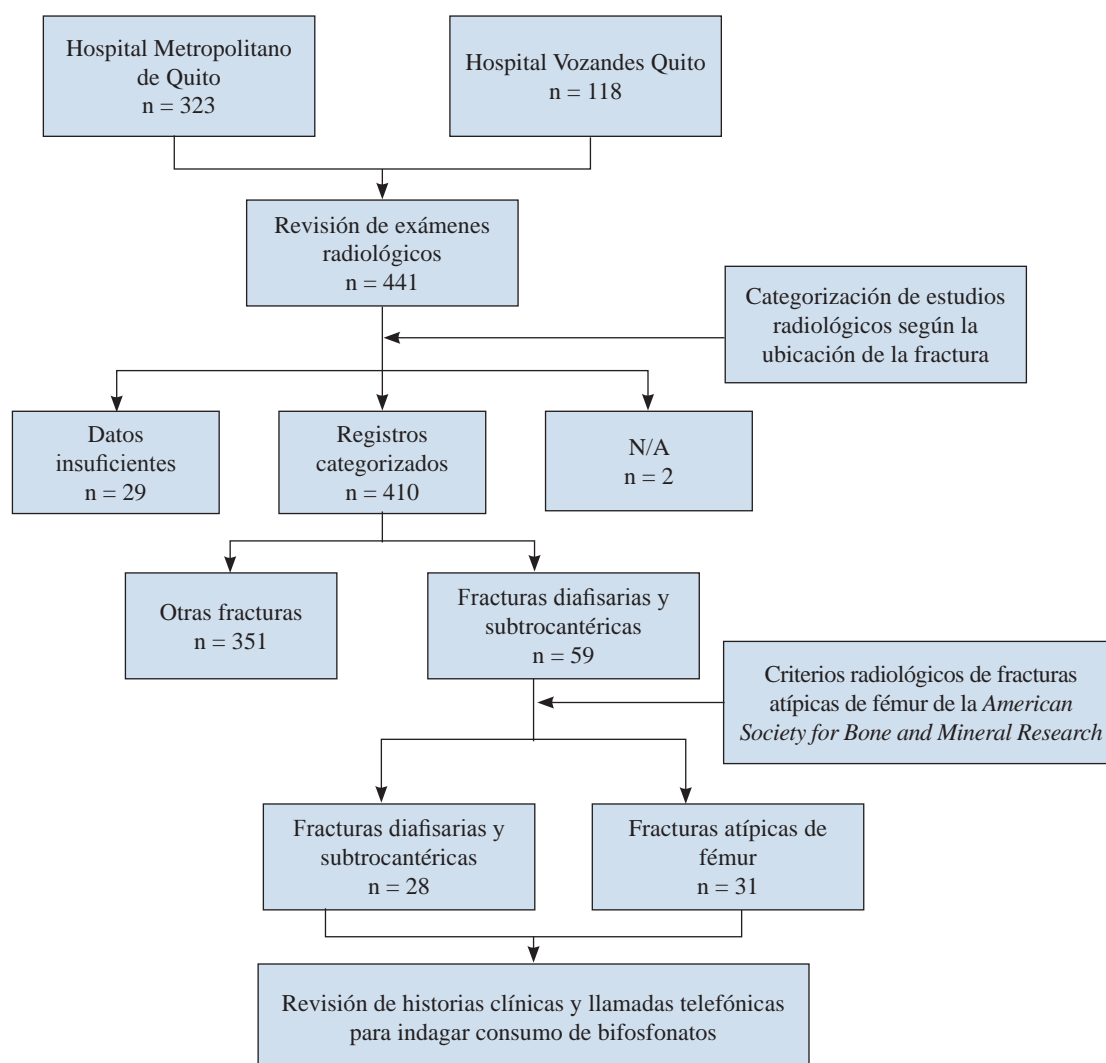 Hospital Metropolitano
de Quito
n = 323
Hospital Vozandes Quito
n = 118
Revisión de exámenes
radiológicos
n = 441
Categorización de estudios
radiológicos según la
ubicación de la fractura
Datos
insuficientes
n = 29
Registros
categorizados
n = 410
N/A
n = 2
Otras fracturas
n = 351
Fracturas diafisarias y
subtrocantéricas
n = 59
Criterios radiológicos de fracturas
atípicas de fémur de la American
Society for Bone and Mineral Research
Fracturas diafisarias y
subtrocantéricas
n = 28
Fracturas atípicas de
fémur
n = 31
Revisión de historias clínicas y llamadas telefónicas
para indagar consumo de bifosfonatos